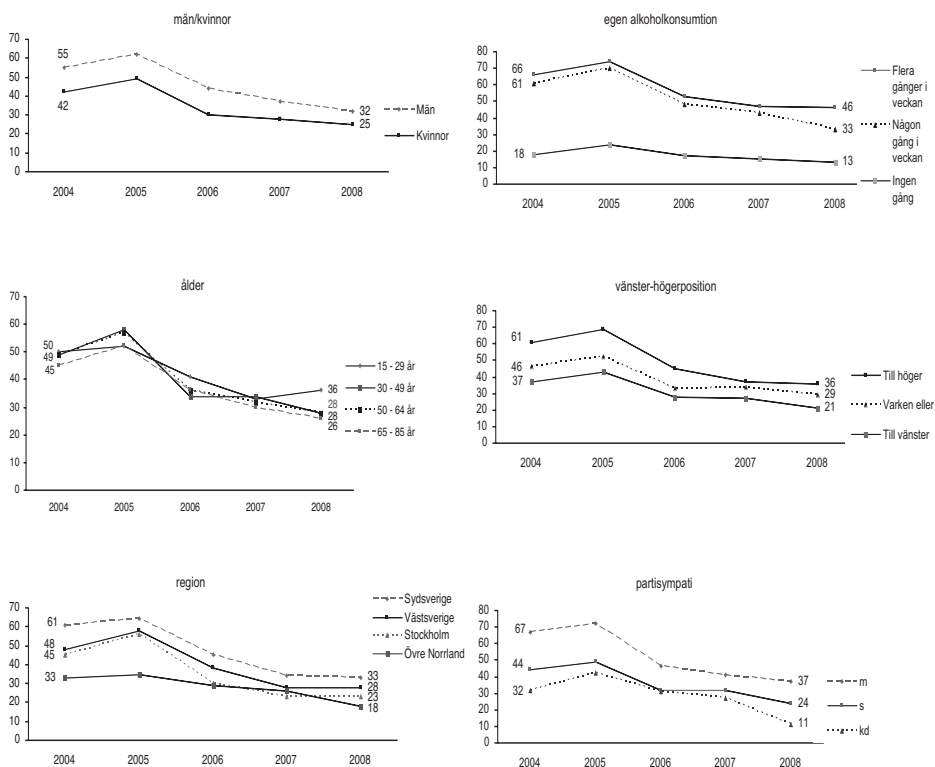 män/kvinnor
70
60
50
40
30
20
10
0
55
42
32
25
Män
Kvinnor
2004 2005 2006 2007 2008
egen alkoholkonsumtion
80
70
60
50
40
30
20
10
0
66
61
18
46
33
13
Flera
gånger i
veckan
Någon
gång i
veckan
Ingen
gång
2004 2005 2006 2007 2008
ålder
70
60
50
40
30
20
10
0
50
49
45
36
28
28
26
15 - 29 år
30 - 49 år
50 - 64 år
65 - 85 år
2004 2005 2006 2007 2008
vänster-högerposition
80
70
60
50
40
30
20
10
0
61
46
37
36
29
21
Till höger
Varken eller
Till vänster
2004 2005 2006 2007 2008
region
70
60
50
40
30
20
10
0
61
48
45
33
33
28
23
18
Sydsverige
Västsverige
Stockholm
Övre Norrland
2004 2005 2006 2007 2008
partisympati
80
70
60
50
40
30
20
10
0
67
44
32
37
24
11
m
s
kd
2004 2005 2006 2007 2008